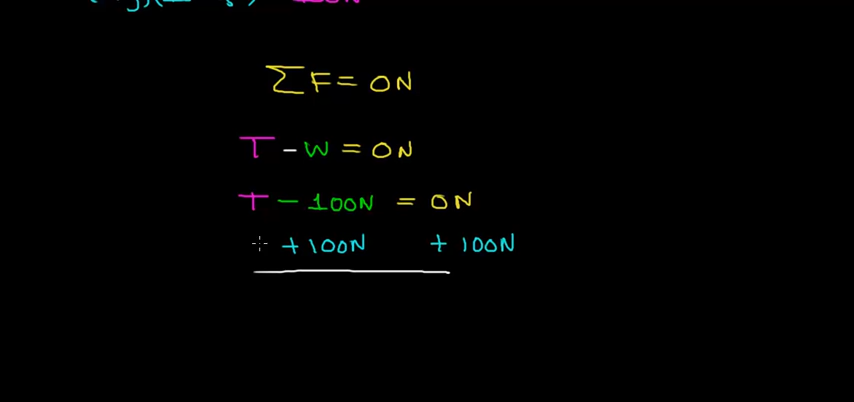 ΣF = 0N
T - W = 0N
T - 100N = 0N
+ 100N + 100N